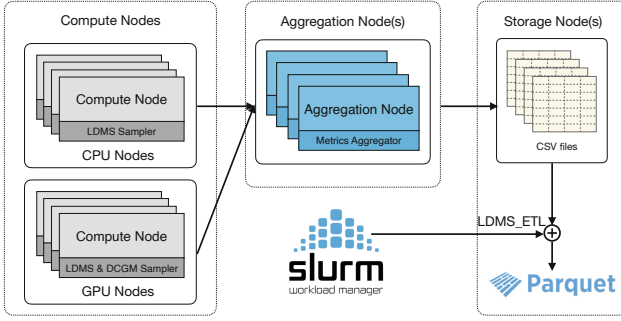 Compute Nodes
Compute Node
LDMS Sampler
CPU Nodes
Compute Node
LDMS & DCGM Sampler
GPU Nodes
Aggregation Node(s)
Aggregation Node
Metrics Aggregator
slurm
workload manager
Storage Node(s)
CSV files
LDMS_ETL
Parquet